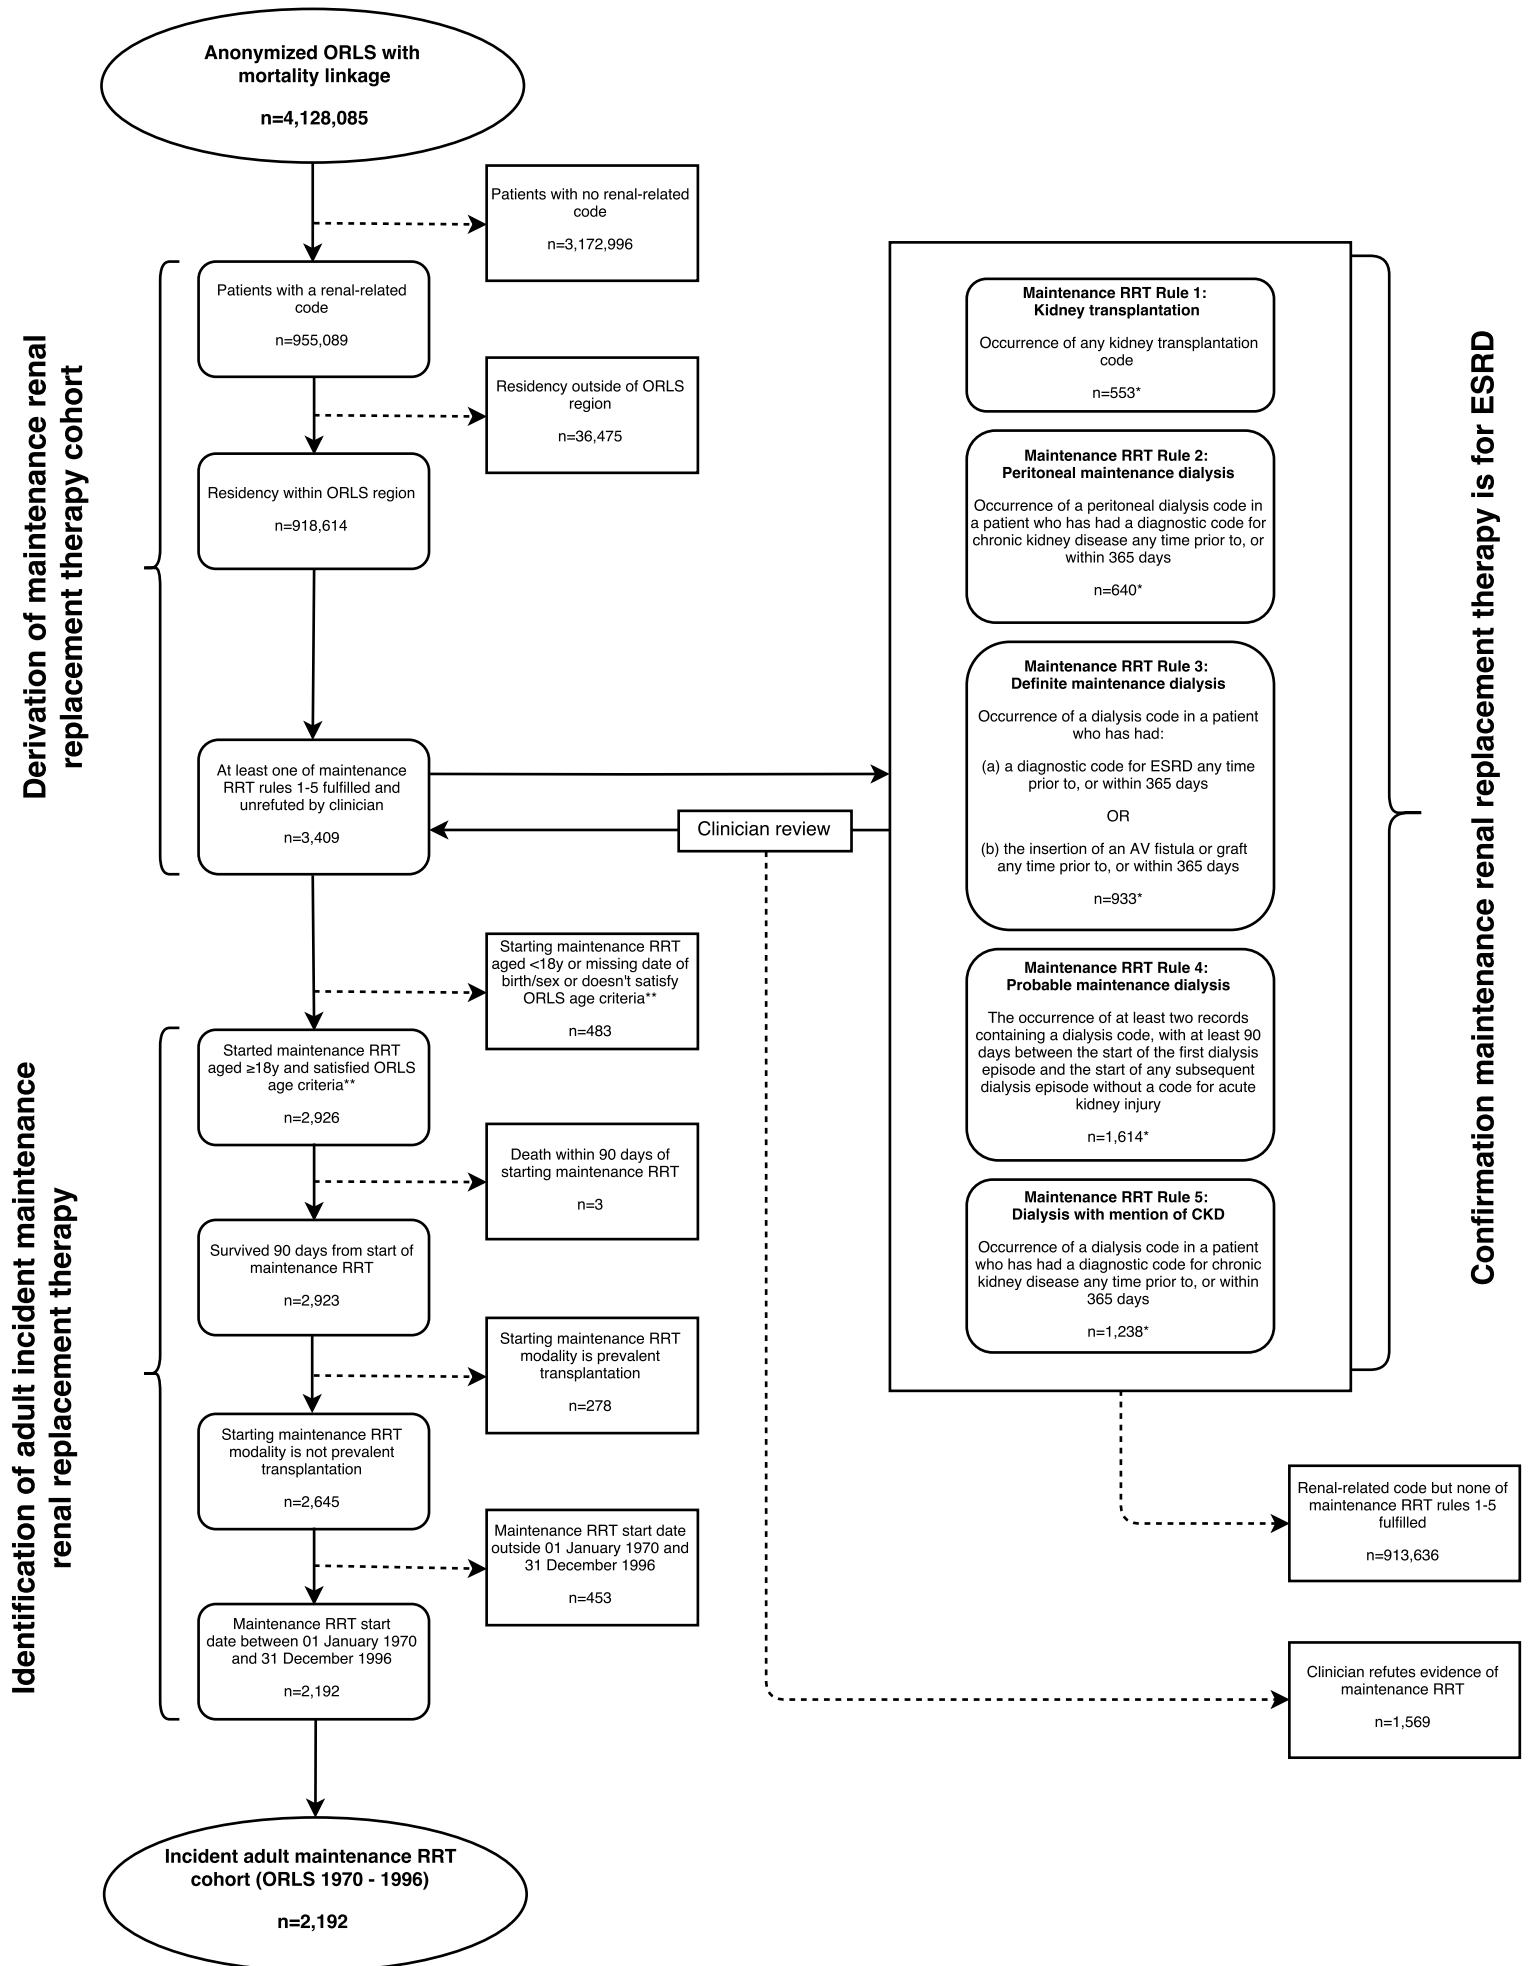 Anonymized ORLS with
mortality linkage
n=4,128,085
Patients with no renal-related
code
n=3,172,996
Patients with a renal-related
code
n=955,089
Residency outside of ORLS
region
n=36,475
Residency within ORLS region
n=918,614
At least one of maintenance
RRT rules 1-5 fulfilled and
unrefuted by clinician
n=3,409
Clinician review
Derivation of maintenance renal
replacement therapy cohort
Starting maintenance RRT
aged <18y or missing date of
birth/sex or doesn't satisfy
ORLS age criteria**
n=483
Started maintenance RRT
aged ≥18y and satisfied ORLS
age criteria**
n=2,926
Death within 90 days of
starting maintenance RRT
n=3
Survived 90 days from start of
maintenance RRT
n=2,923
Starting maintenance RRT
modality is prevalent
transplantation
n=278
Starting maintenance RRT
modality is not prevalent
transplantation
n=2,645
Maintenance RRT start date
outside 01 January 1970 and
31 December 1996
n=453
Maintenance RRT start
date between 01 January 1970
and 31 December 1996
n=2,192
Identification of adult incident maintenance
renal replacement therapy
Incident adult maintenance RRT
cohort (ORLS 1970 - 1996)
n=2,192
Maintenance RRT Rule 1:
Kidney transplantation
Occurrence of any kidney transplantation
code
n=553*
Maintenance RRT Rule 2:
Peritoneal maintenance dialysis
Occurrence of a peritoneal dialysis code in
a patient who has had a diagnostic code for
chronic kidney disease any time prior to, or
within 365 days
n=640*
Maintenance RRT Rule 3:
Definite maintenance dialysis
Occurrence of a dialysis code in a patient
who has had:
(a) a diagnostic code for ESRD any time
prior to, or within 365 days
OR
(b) the insertion of an AV fistula or graft
any time prior to, or within 365 days
n=933*
Maintenance RRT Rule 4:
Probable maintenance dialysis
The occurrence of at least two records
containing a dialysis code, with at least 90
days between the start of the first dialysis
episode and the start of any subsequent
dialysis episode without a code for acute
kidney injury
n=1,614*
Maintenance RRT Rule 5:
Dialysis with mention of CKD
Occurrence of a dialysis code in a patient
who has had a diagnostic code for chronic
kidney disease any time prior to, or within
365 days
n=1,238*
Confirmation maintenance renal replacement therapy is for ESRD
Renal-related code but none of
maintenance RRT rules 1-5
fulfilled
n=913,636
Clinician refutes evidence of
maintenance RRT
n=1,569